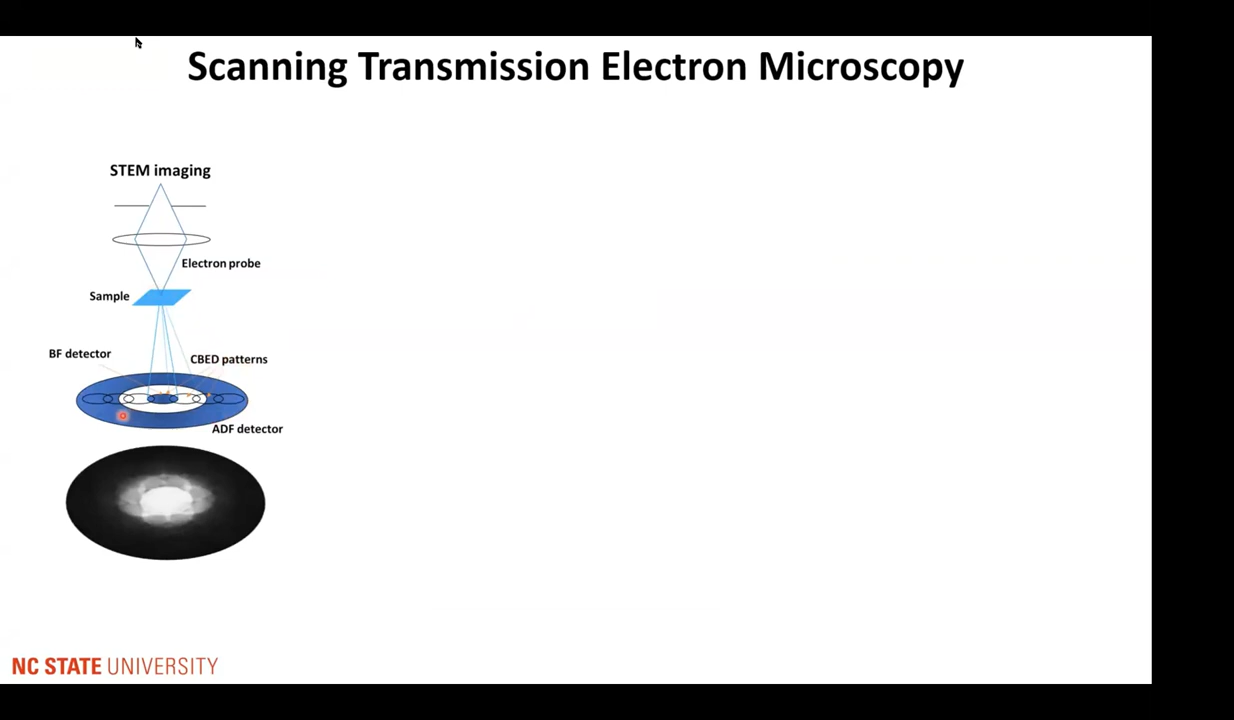 Scanning Transmission Electron Microscopy
STEM imaging
Electron probe
Sample
BF detector
CBED patterns
ADF detector
NC STATE UNIVERSITY